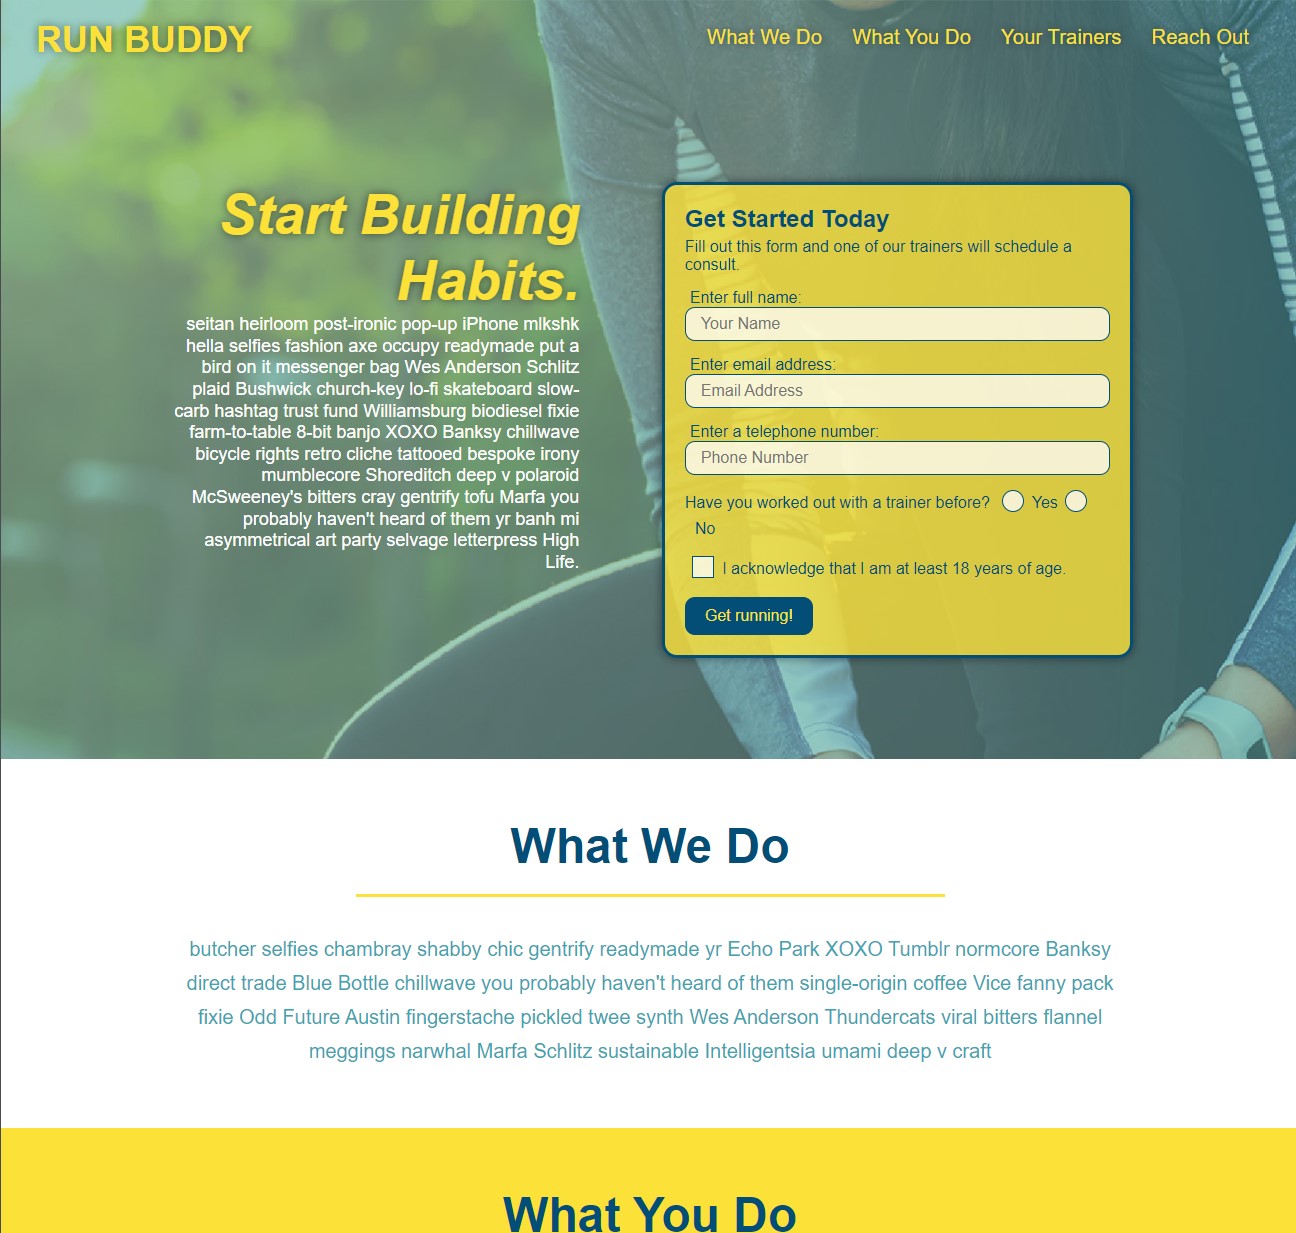 RUN BUDDY
What We Do What You Do Your Trainers Reach Out
Start Building
Habits.
seitan heirloom post-ironic pop-up iPhone mlkshk
hella selfies fashion axe occupy readymade put a
bird on it messenger bag Wes Anderson Schlitz
plaid Bushwick church-key lo-fi skateboard slow-
carb hashtag trust fund Williamsburg biodiesel fixie
farm-to-table 8-bit banjo XOXO Banksy chillwave
bicycle rights retro cliche tattooed bespoke irony
mumblecore Shoreditch deep v polaroid
McSweeney's bitters cray gentrify tofu Marfa you
probably haven't heard of them yr banh mi
asymmetrical art party selvage letterpress High
Life.
Get Started Today
Fill out this form and one of our trainers will schedule a
consult.
Enter full name:
Your Name
Enter email address:
Email Address
Enter a telephone number:
Phone Number
Have you worked out with a trainer before? Yes
No
I acknowledge that I am at least 18 years of age.
Get running!
What We Do
butcher selfies chambray shabby chic gentrify readymade yr Echo Park XOXO Tumblr normcore Banksy
direct trade Blue Bottle chillwave you probably haven't heard of them single-origin coffee Vice fanny pack
fixie Odd Future Austin fingerstache pickled twee synth Wes Anderson Thundercats viral bitters flannel
meggings narwhal Marfa Schlitz sustainable Intelligentsia umami deep v craft
What You Do